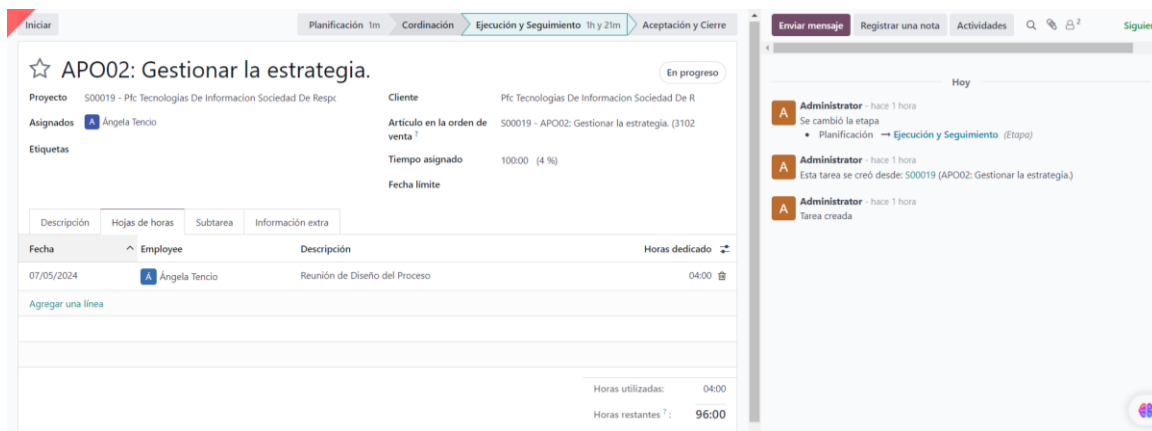 Iniciar
Planificación 1m Cordinación Ejecución y Seguimiento 1h y 21m Aceptación y Cierre
APO02: Gestionar la estrategia.
En progreso
Proyecto S00019 - Pfc Tecnologias De Informacion Sociedad De Respo
Cliente Pfc Tecnologias De Informacion Sociedad De R
Asignados A Ángela Tencio
Artículo en la orden de venta ? S00019 - APO02: Gestionar la estrategia. (3102
Etiquetas
Tiempo asignado 100:00 (4 %)
Fecha límite
Descripción Hojas de horas Subtarea Información extra
Fecha Employee Descripción Horas dedicado
07/05/2024 Á Ángela Tencio Reunión de Diseño del Proceso 04:00
Agregar una línea
Horas utilizadas: 04:00
Horas restantes ? : 96:00
Enviar mensaje Registrar una nota Actividades 2 Siguien
Hoy
A Administrator - hace 1 hora
Se cambió la etapa
• Planificación → Ejecución y Seguimiento (Etapa)
A Administrator - hace 1 hora
Esta tarea se creó desde: S00019 (APO02: Gestionar la estrategia.)
A Administrator - hace 1 hora
Tarea creada